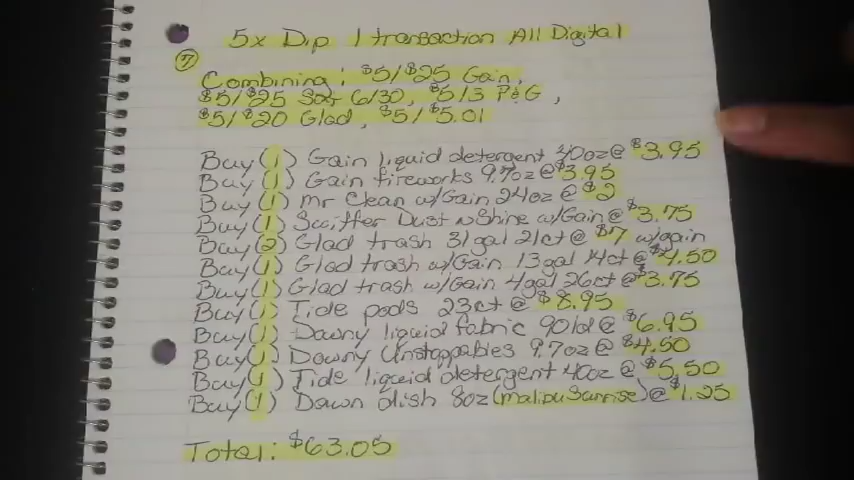 5x Dip 1 transaction All Digital
7
Combining: $5/$25 Gain,
$5/$25 Sat 6/30, $5/3 P&G,
$5/$20 Glad, $5/$5.01
Buy (1) Gain liquid detergent 40oz @ $3.95
Buy (1) Gain fireworks 9.7oz @ $3.95
Buy (1) Mr Clean w/Gain 24oz @ $2
Buy (1) Swiffer Dust n Shine w/Gain @ $3.75
Buy (2) Glad trash 31gal 21ct @ $7 w/gain
Buy (1) Glad trash w/Gain 13gal 14ct @ $4.50
Buy (1) Glad trash w/Gain 4gal 26ct @ $3.75
Buy (1) Tide pods 23ct @ $8.95
Buy (1) Downy liquid fabric 90ld @ $6.95
Buy (1) Downy Unstoppabies 9.7oz @ $4.50
Buy (1) Tide liquid detergent 40oz @ $5.50
Buy (1) Dawn dish 8oz (malibu Sunrise) @ $1.25
Total: $63.05